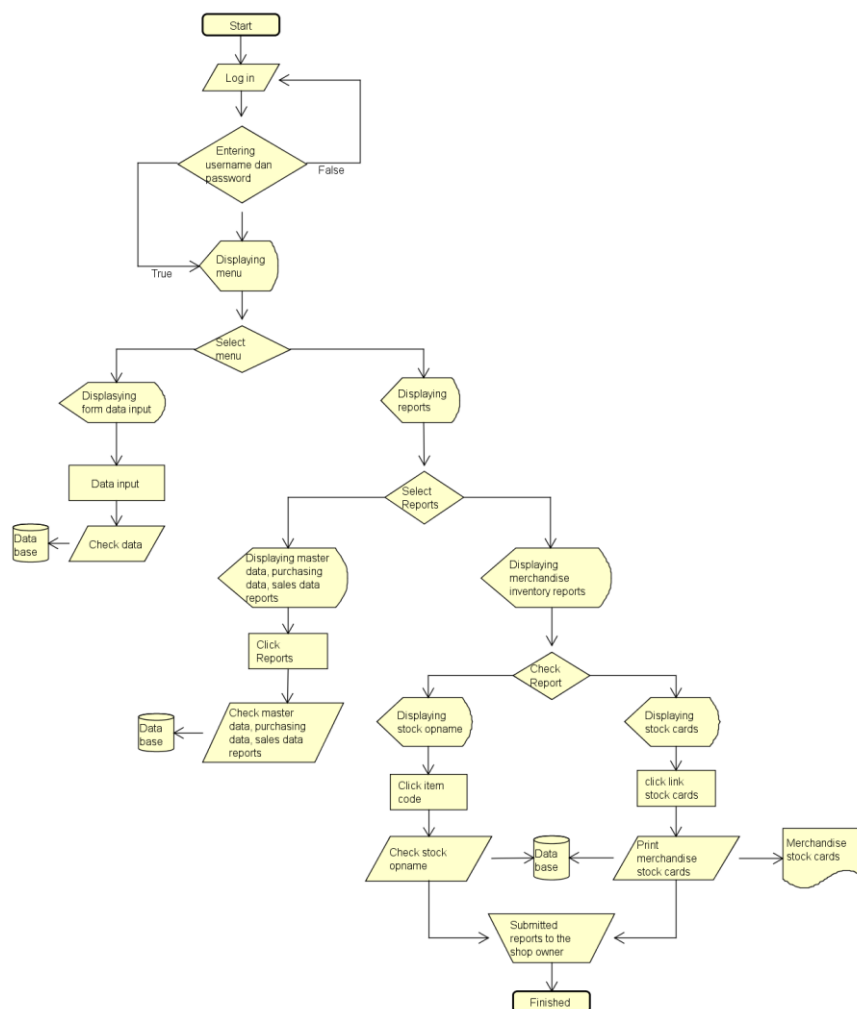 Start
Log in
Entering
username dan
password
False
True
Displaying
menu
Select
menu
Displasying
form data input
Displaying
reports
Data input
Select
Reports
Check data
Data
base
Displaying master
data, purchasing
data, sales data
reports
Displaying
merchandise
inventory reports
Click
Reports
Check
Report
Check master
data, purchasing
data, sales data
reports
Data
base
Displaying
stock opname
Displaying
stock cards
Click item
code
click link
stock cards
Check stock
opname
Data
base
Print
merchandise
stock cards
Merchandise
stock cards
Submitted
reports to the
shop owner
Finished